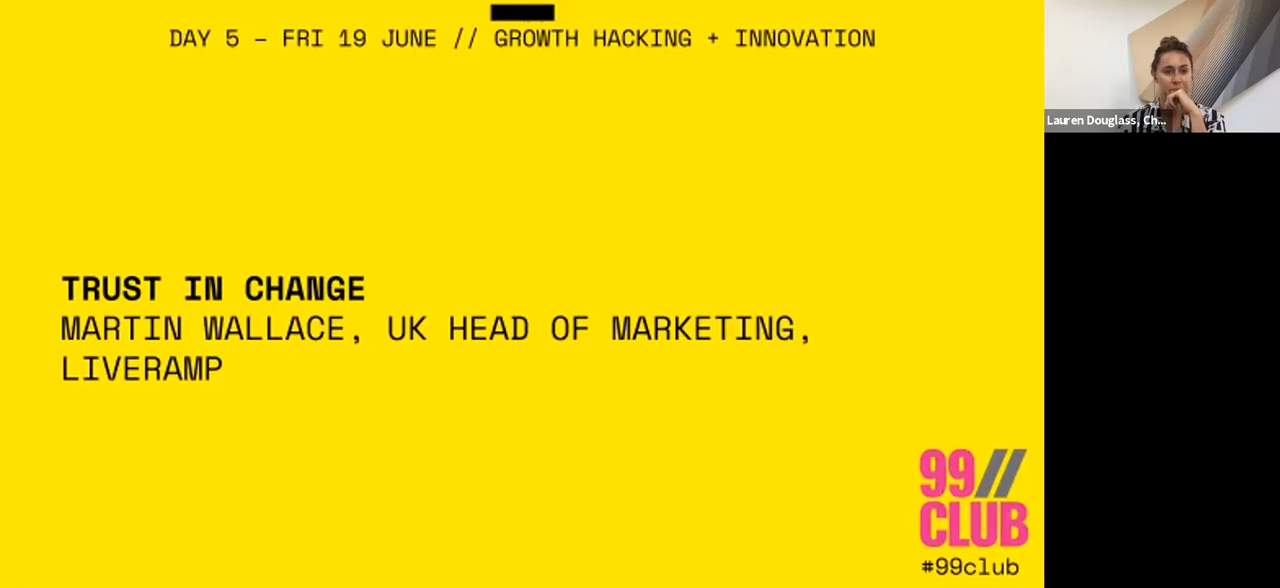 DAY 5 – FRI 19 JUNE // GROWTH HACKING + INNOVATION
Lauren Douglass, Ch...
TRUST IN CHANGE
MARTIN WALLACE, UK HEAD OF MARKETING,
LIVERAMP
99//
CLUB
#99club